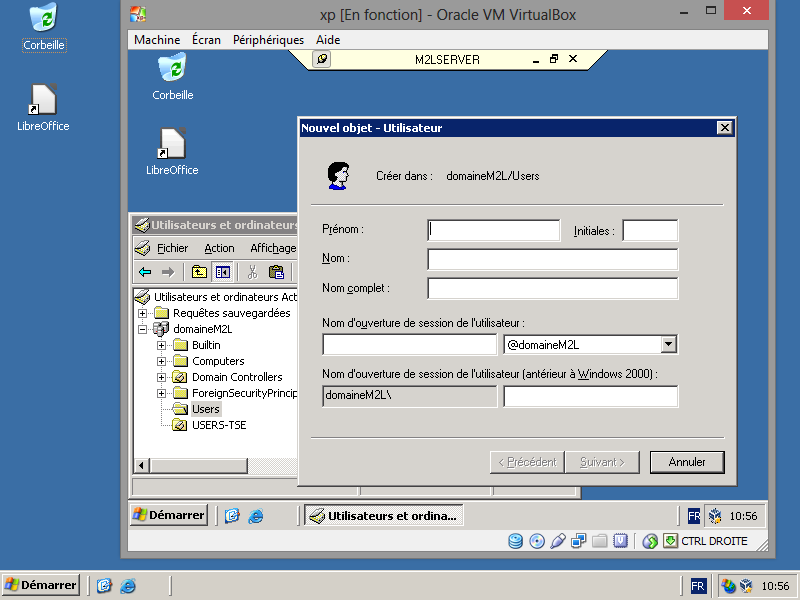 xp [En fonction] - Oracle VM VirtualBox
Machine Écran Périphériques Aide
M2LSERVER
Corbeille
LibreOffice
Corbeille
LibreOffice
Utilisateurs et ordinateurs
Fichier Action Affichage
Utilisateurs et ordinateurs Act
Requêtes sauvegardées
domaineM2L
Builtin
Computers
Domain Controllers
ForeignSecurityPrincip
Users
USERS-TSE
Nouvel objet - Utilisateur
Créer dans : domaineM2L/Users
Prénom : Initiales :
Nom :
Nom complet :
Nom d'ouverture de session de l'utilisateur :
@domaineM2L
Nom d'ouverture de session de l'utilisateur (antérieur à Windows 2000) :
domaineM2L\
< Précédent Suivant > Annuler
Démarrer Utilisateurs et ordina... FR 10:56
CTRL DROITE
Démarrer FR 10:56